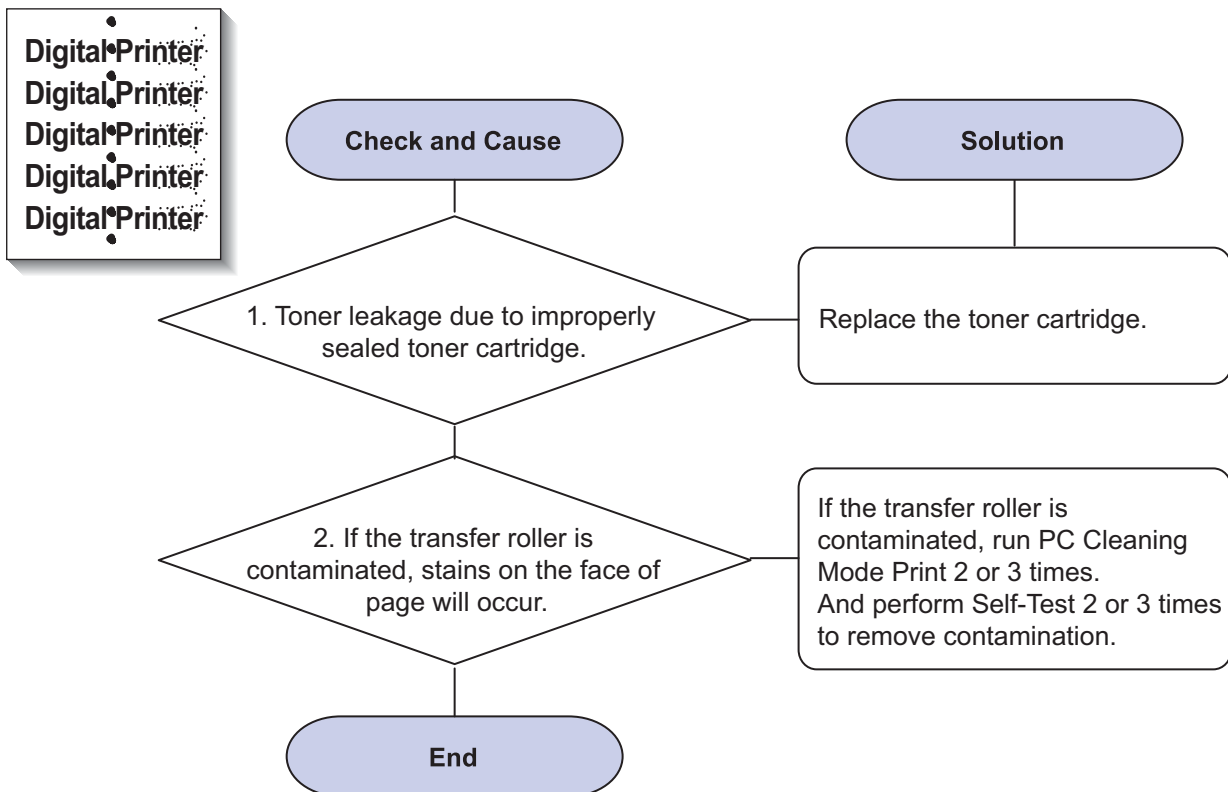 Digital Printer
Digital Printer
Digital Printer
Digital Printer
Digital Printer
Check and Cause
Solution
1. Toner leakage due to improperly
sealed toner cartridge.
Replace the toner cartridge.
2. If the transfer roller is
contaminated, stains on the face of
page will occur.
If the transfer roller is
contaminated, run PC Cleaning
Mode Print 2 or 3 times.
And perform Self-Test 2 or 3 times
to remove contamination.
End